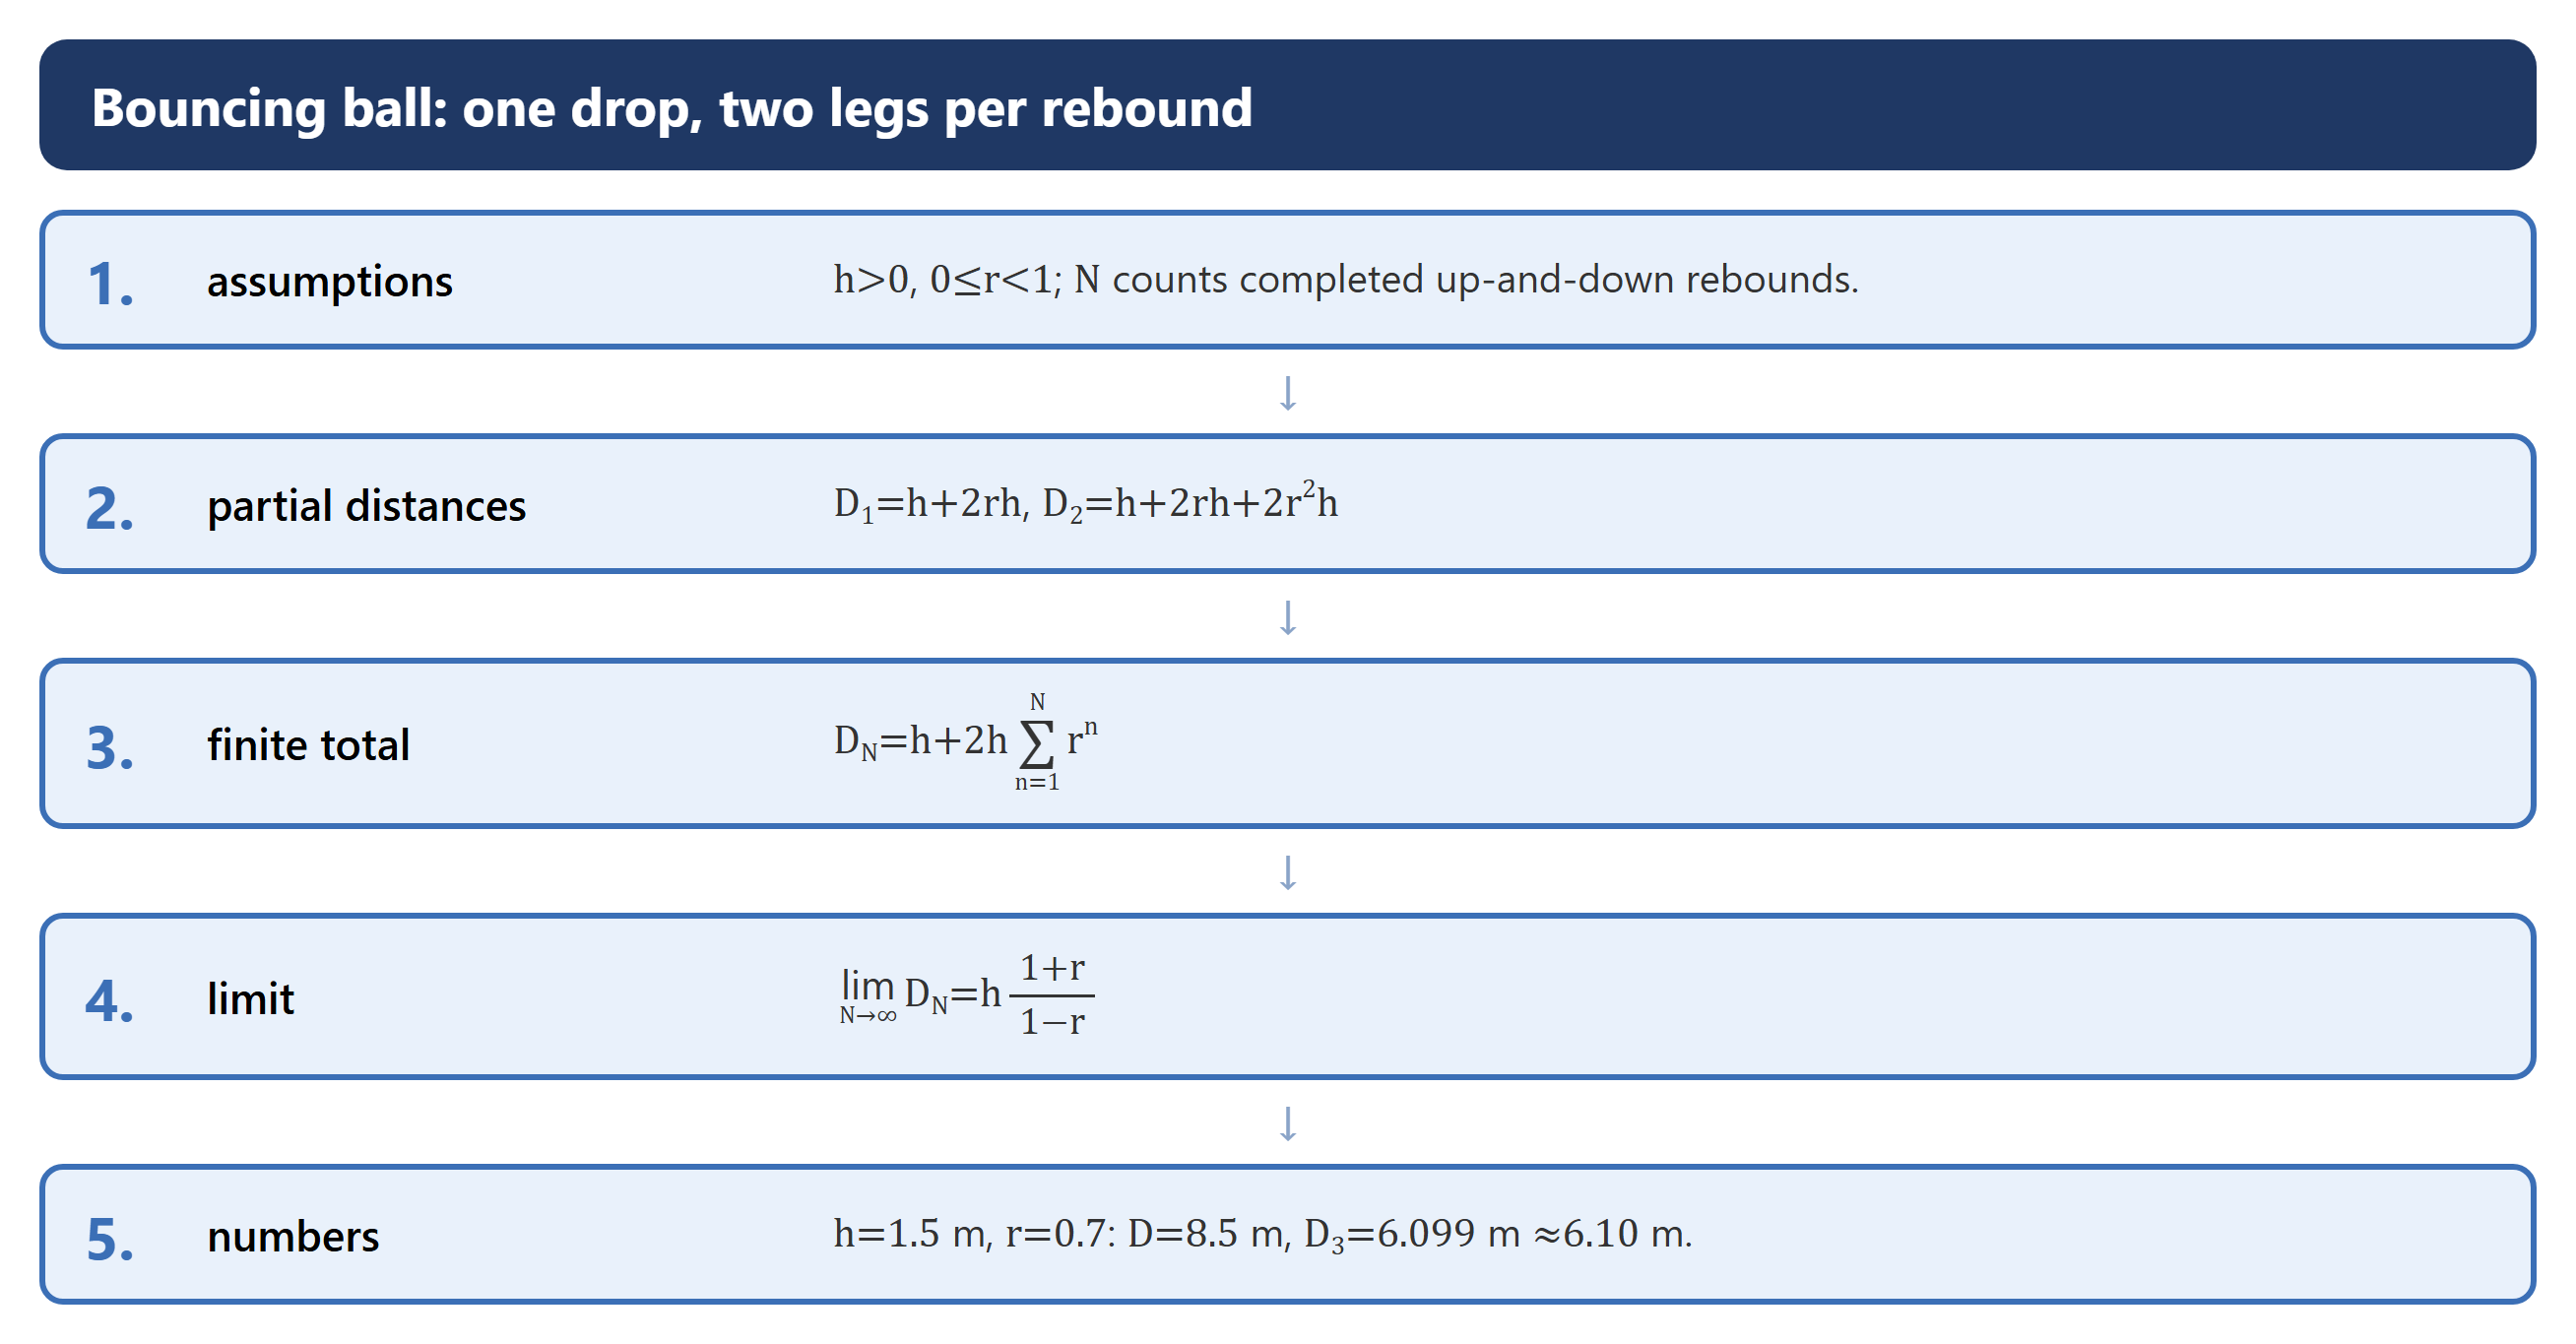 Bouncing ball: one drop, two legs per rebound
1. assumptions h>0, 0≤r<1; N counts completed up-and-down rebounds.
↓
2. partial distances D₁=h+2rh, D₂=h+2rh+2r²h
↓
3. finite total D_N=h+2h∑_{n=1}^{N} rⁿ
↓
4. limit lim_{N→∞} D_N=h\frac{1+r}{1−r}
↓
5. numbers h=1.5 m, r=0.7: D=8.5 m, D₃=6.099 m ≈6.10 m.